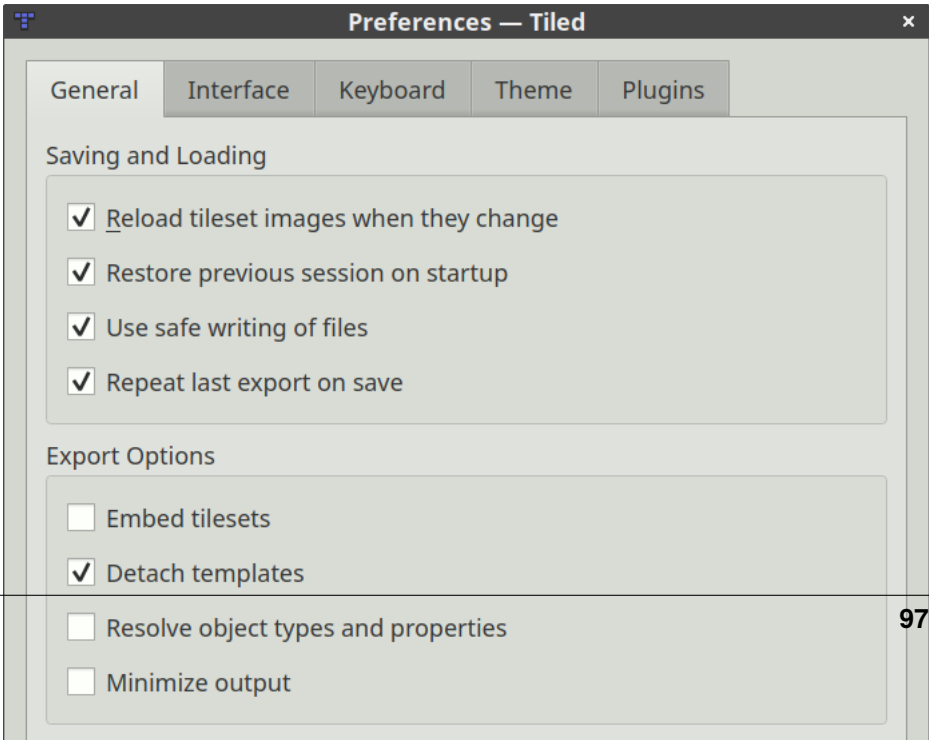 Preferences — Tiled
General Interface Keyboard Theme Plugins
Saving and Loading
Reload tileset images when they change
Restore previous session on startup
Use safe writing of files
Repeat last export on save
Export Options
Embed tilesets
Detach templates
97
Resolve object types and properties
Minimize output